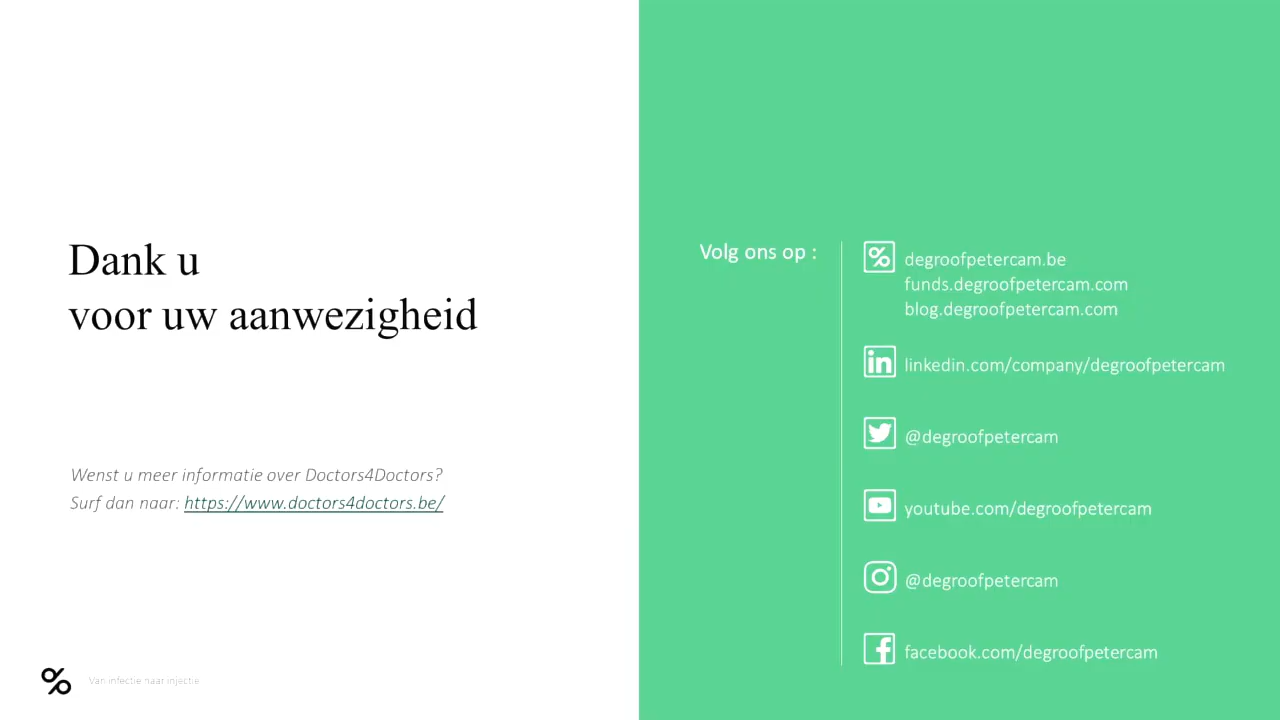 Dank u
voor uw aanwezigheid
Wenst u meer informatie over Doctors4Doctors?
Surf dan naar: https://www.doctors4doctors.be/
Van infectie naar injectie
Volg ons op :
degroofpetercam.be
funds.degroofpetercam.com
blog.degroofpetercam.com
linkedin.com/company/degroofpetercam
@degroofpetercam
youtube.com/degroofpetercam
@degroofpetercam
facebook.com/degroofpetercam